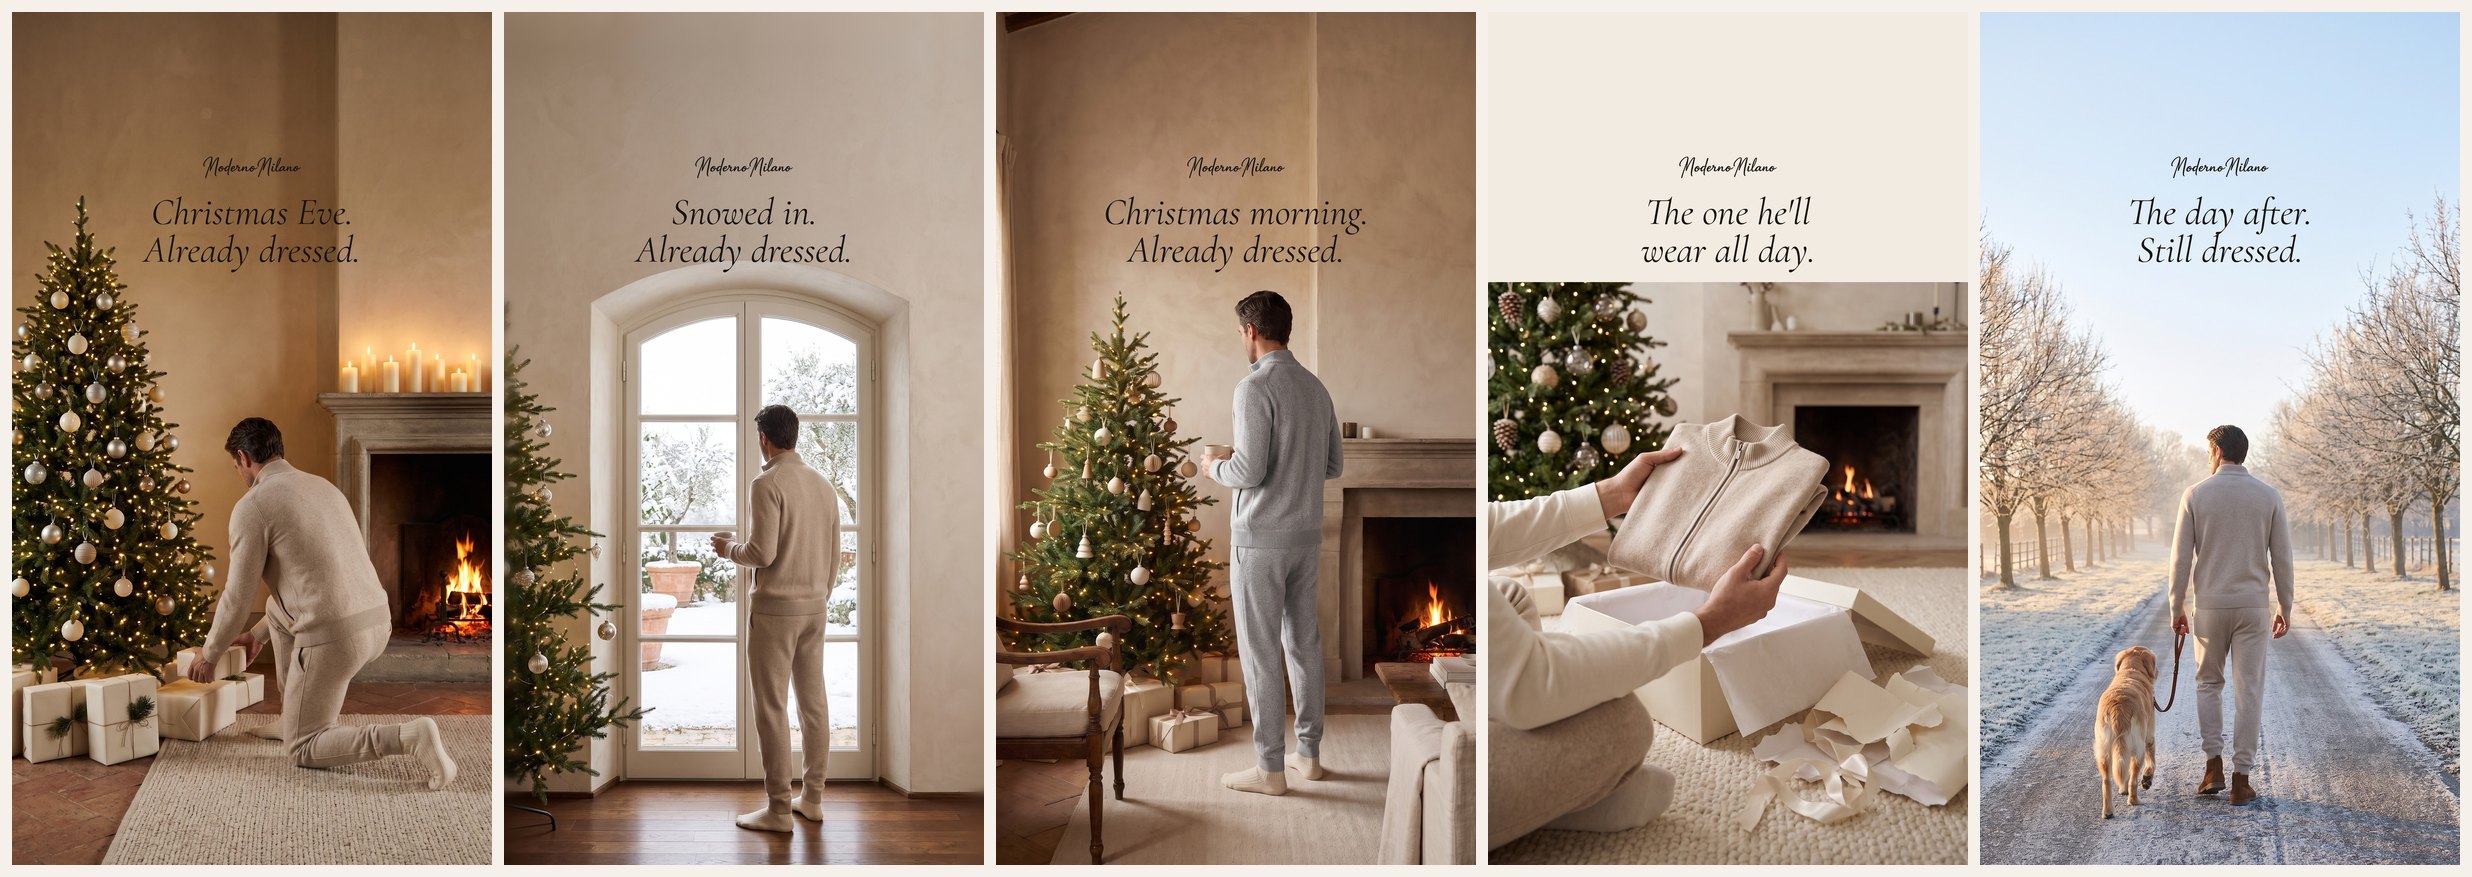 Moderno Milano
Christmas Eve.
Already dressed.
Moderno Milano
Snowed in.
Already dressed.
Moderno Milano
Christmas morning.
Already dressed.
Moderno Milano
The one he'll
wear all day.
Moderno Milano
The day after.
Still dressed.